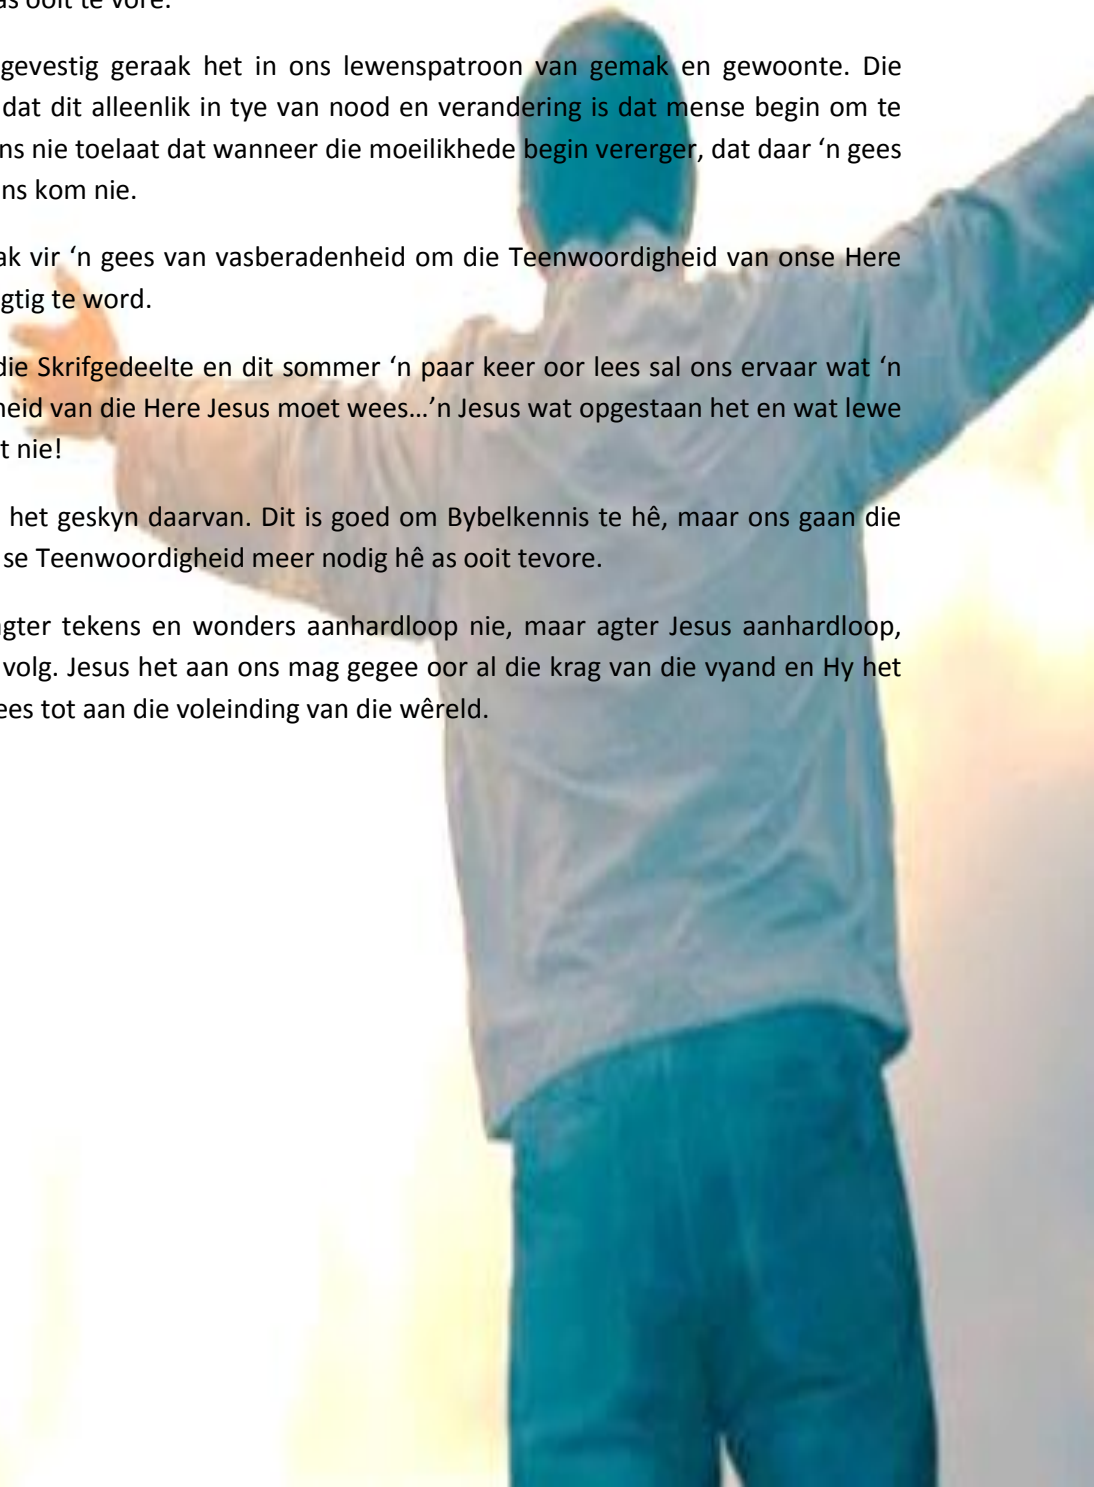 as ooit te vore.
gevestig geraak het in ons lewenspatroon van gemak en gewoonte. Die
dat dit alleenlik in tye van nood en verandering is dat mense begin om te
ns nie toelaat dat wanneer die moeilikhede begin vererger, dat daar ‘n gees
ns kom nie.
ak vir ‘n gees van vasberadenheid om die Teenwoordigheid van onse Here
gtig te word.
die Skrifgedeelte en dit sommer ‘n paar keer oor lees sal ons ervaar wat ‘n
heid van die Here Jesus moet wees…’n Jesus wat opgestaan het en wat lewe
t nie!
het geskyn daarvan. Dit is goed om Bybelkennis te hê, maar ons gaan die
se Teenwoordigheid meer nodig hê as ooit tevore.
agter tekens en wonders aanhardloop nie, maar agter Jesus aanhardloop,
volg. Jesus het aan ons mag gegee oor al die krag van die vyand en Hy het
ees tot aan die voleinding van die wêreld.